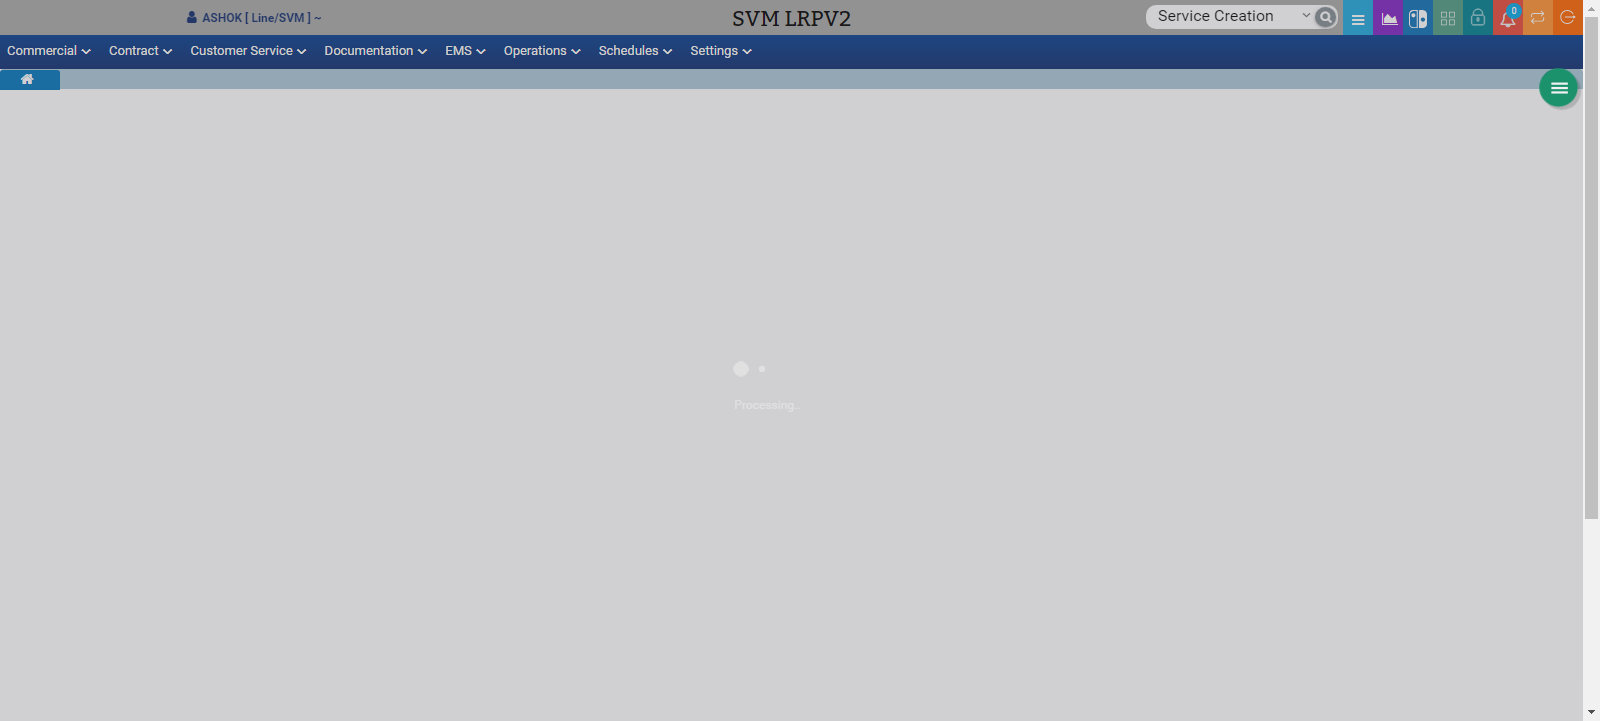 ASHOK [ Line/SVM ] ~
SVM LRPV2
Service Creation
0
Commercial Contract Customer Service Documentation EMS Operations Schedules Settings
Processing..